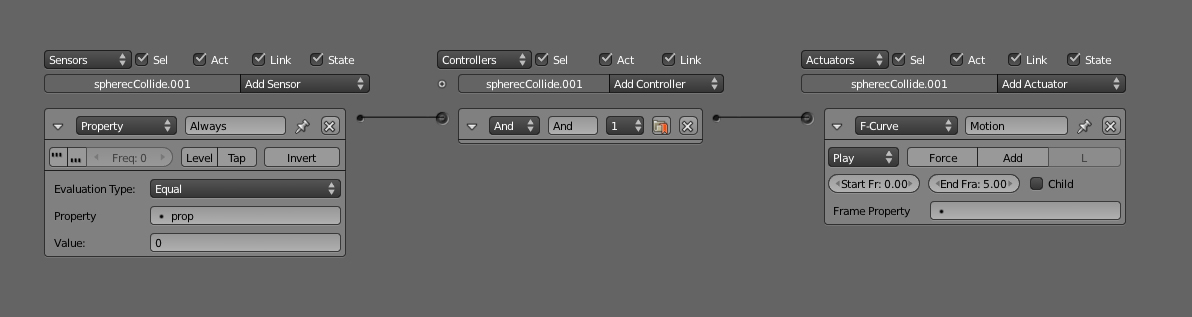 Sensors Sel Act Link State
spherecCollide.001 Add Sensor
Property Always
Freq: 0 Level Tap Invert
Evaluation Type: Equal
Property prop
Value: 0
Controllers Sel Act Link
spherecCollide.001 Add Controller
And And 1
Actuators Sel Act Link State
spherecCollide.001 Add Actuator
F-Curve Motion
Play Force Add L
Start Fr: 0.00 End Fra: 5.00 Child
Frame Property